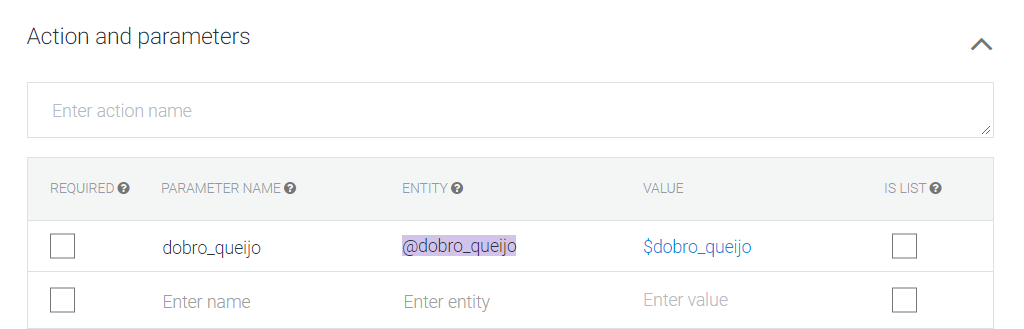 Action and parameters
Enter action name
REQUIRED PARAMETER NAME ENTITY VALUE IS LIST
dobro_queijo @dobro_queijo $dobro_queijo
Enter name Enter entity Enter value